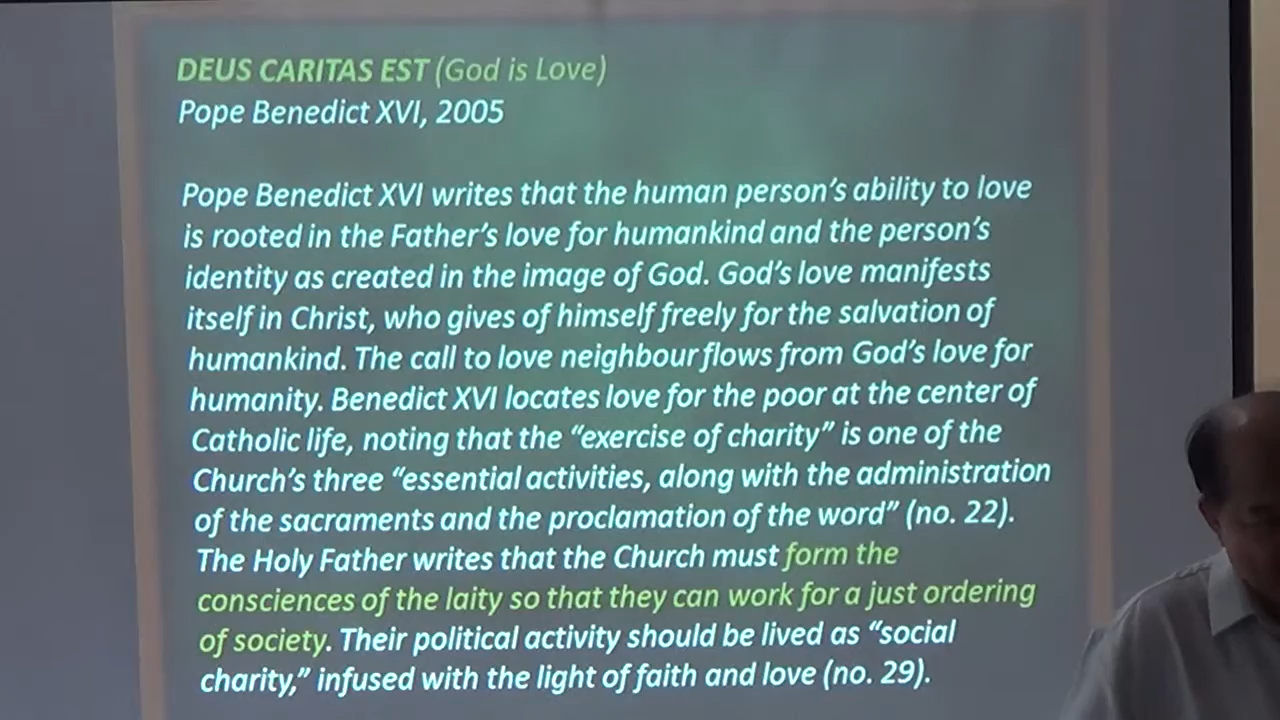 DEUS CARITAS EST (God is Love)
Pope Benedict XVI, 2005
Pope Benedict XVI writes that the human person's ability to love
is rooted in the Father's love for humankind and the person's
identity as created in the image of God. God's love manifests
itself in Christ, who gives of himself freely for the salvation of
humankind. The call to love neighbour flows from God's love for
humanity. Benedict XVI locates love for the poor at the center of
Catholic life, noting that the “exercise of charity” is one of the
Church's three “essential activities, along with the administration
of the sacraments and the proclamation of the word” (no. 22).
The Holy Father writes that the Church must form the
consciences of the laity so that they can work for a just ordering
of society. Their political activity should be lived as “social
charity,” infused with the light of faith and love (no. 29).